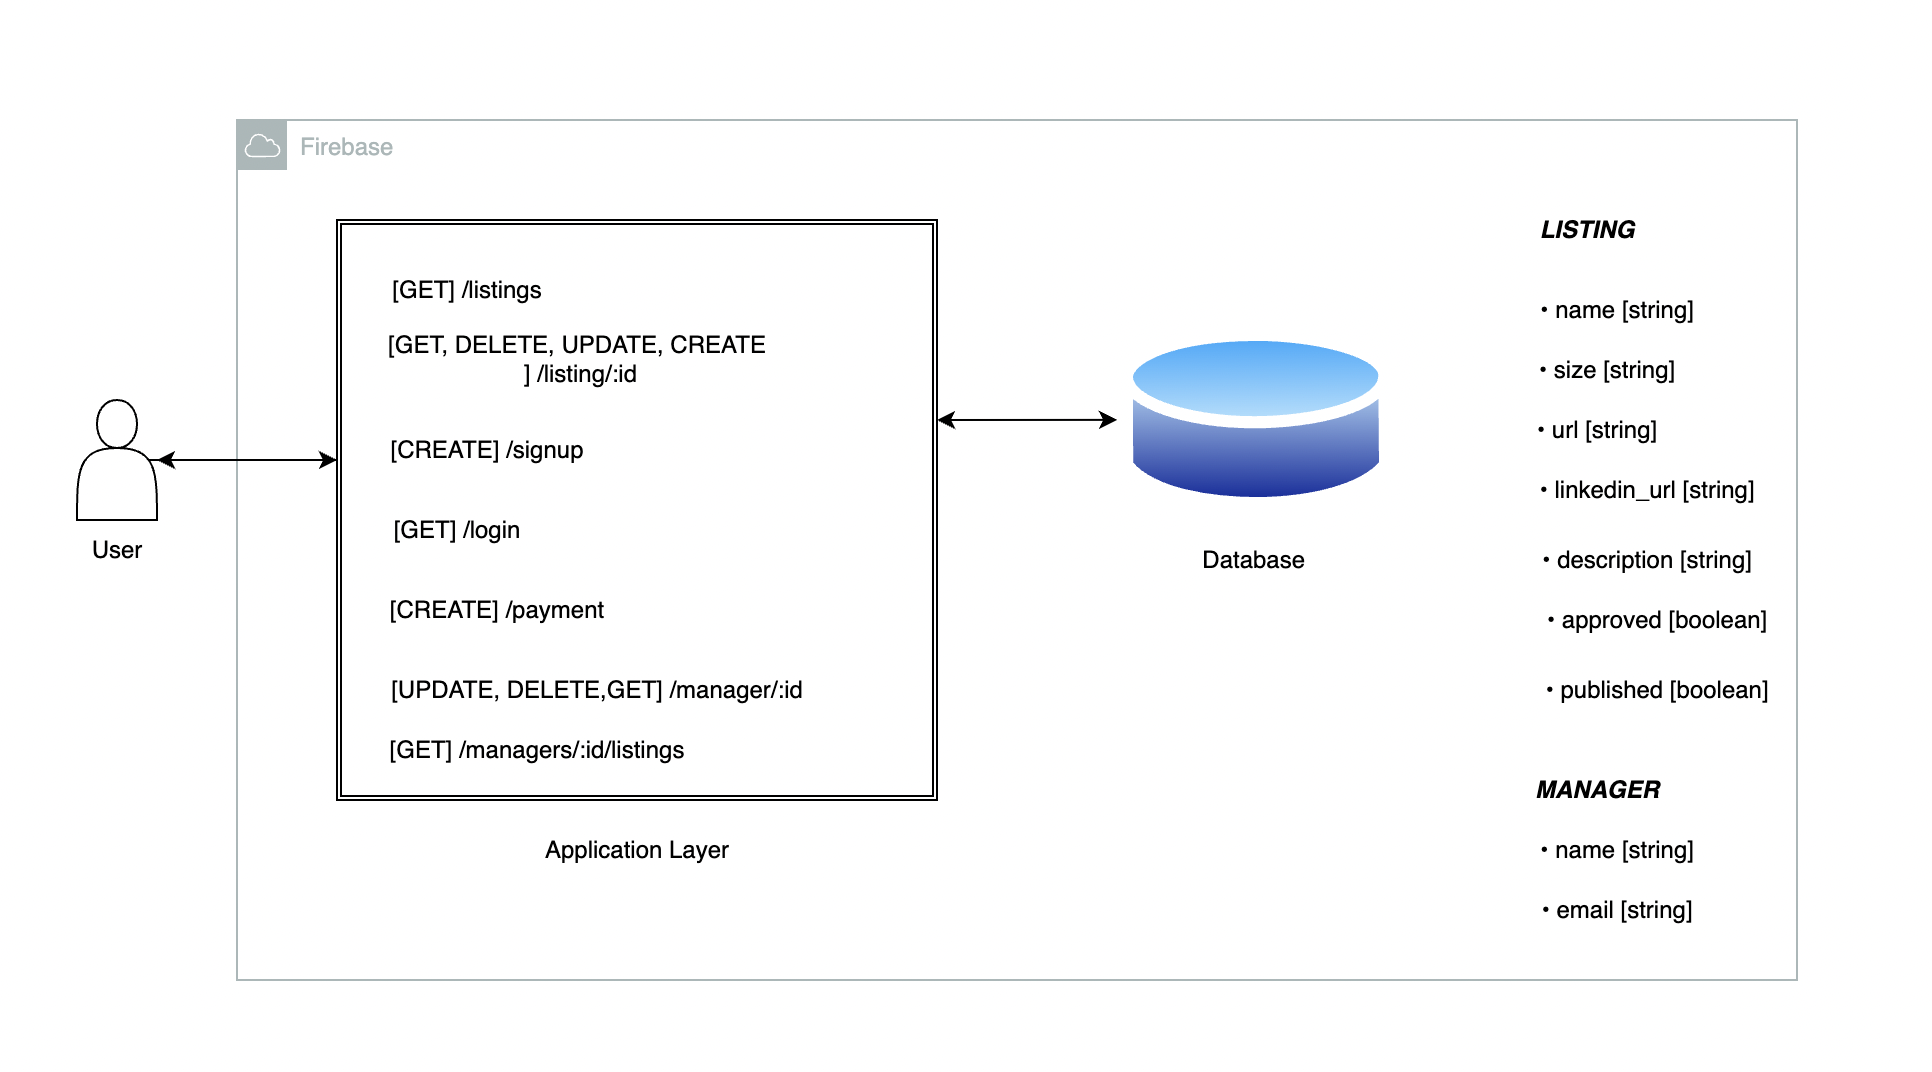 Firebase
[GET] /listings
[GET, DELETE, UPDATE, CREATE
] /listing/:id
[CREATE] /signup
[GET] /login
[CREATE] /payment
[UPDATE, DELETE,GET] /manager/:id
[GET] /managers/:id/listings
Application Layer
User
Database
LISTING
• name [string]
• size [string]
• url [string]
• linkedin_url [string]
• description [string]
• approved [boolean]
• published [boolean]
MANAGER
• name [string]
• email [string]